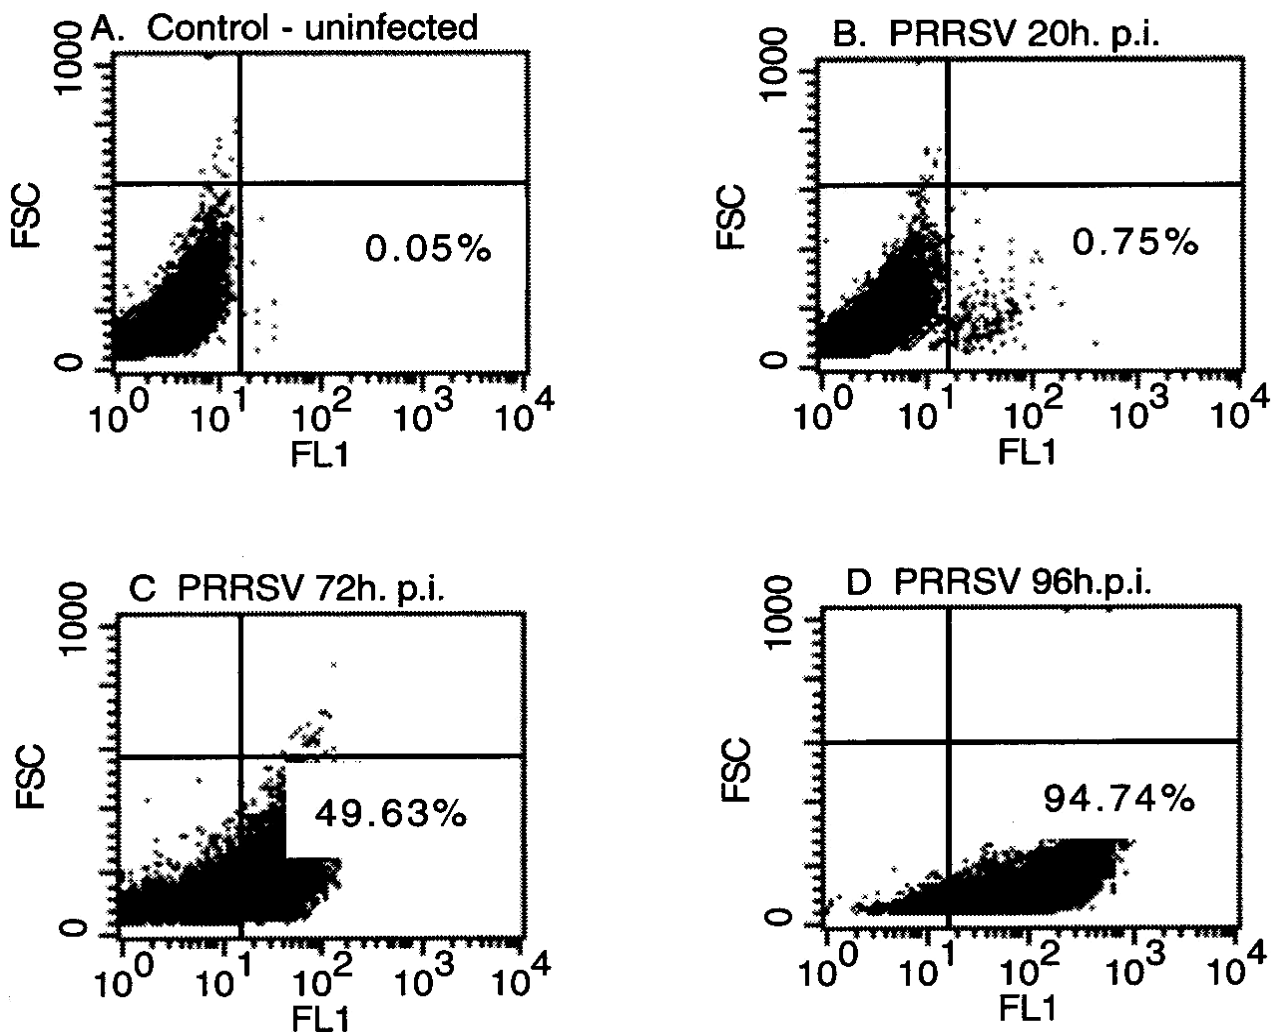 A. Control - uninfected
1000
FSC
0.05%
0
10^0 10^1 10^2 10^3 10^4
FL1
B. PRRSV 20h. p.i.
1000
FSC
0.75%
0
10^0 10^1 10^2 10^3 10^4
FL1
C PRRSV 72h. p.i.
1000
FSC
49.63%
0
10^0 10^1 10^2 10^3 10^4
FL1
D PRRSV 96h.p.i.
1000
FSC
94.74%
0
10^0 10^1 10^2 10^3 10^4
FL1